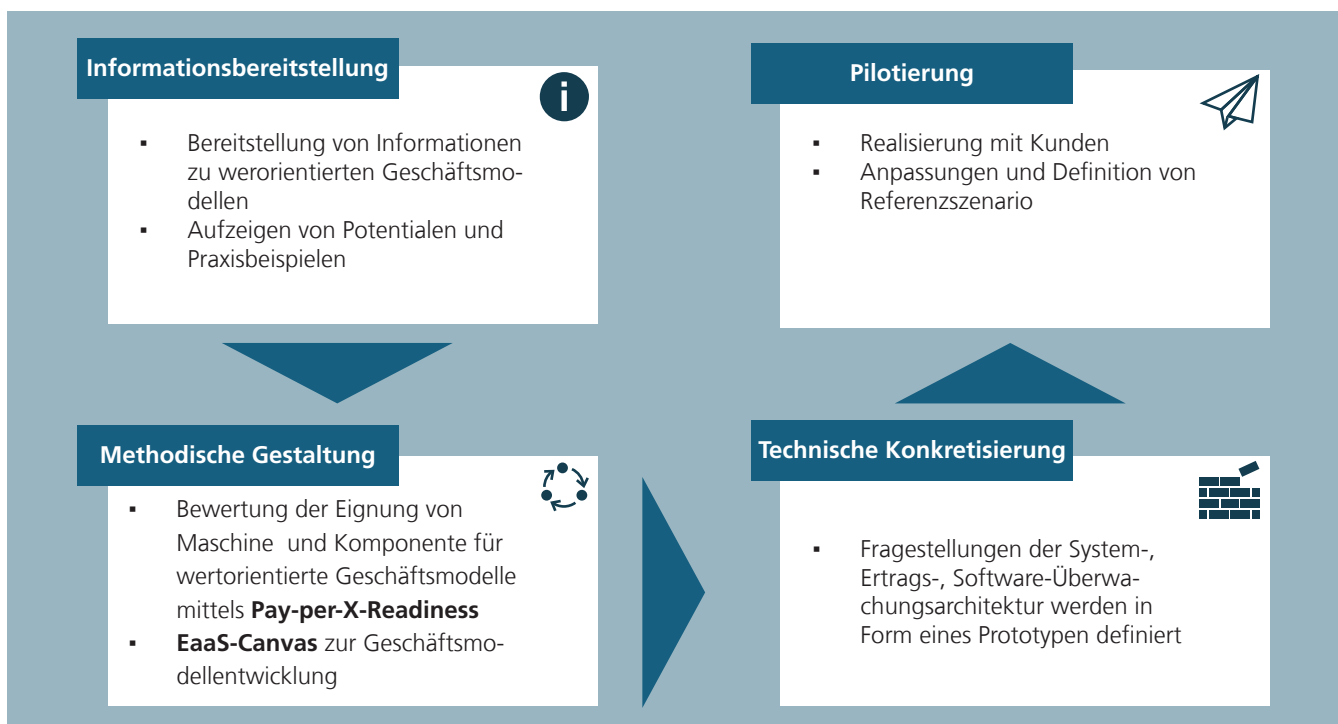 Informationsbereitstellung
i
▪ Bereitstellung von Informationen
zu werorientierten Geschäftsmo-
dellen
▪ Aufzeigen von Potentialen und
Praxisbeispielen
Methodische Gestaltung
▪ Bewertung der Eignung von
Maschine und Komponente für
wertorientierte Geschäftsmodelle
mittels Pay-per-X-Readiness
▪ EaaS-Canvas zur Geschäftsmo-
dellentwicklung
Technische Konkretisierung
▪ Fragestellungen der System-,
Ertrags-, Software-Überwa-
chungsarchitektur werden in
Form eines Prototypen definiert
Pilotierung
▪ Realisierung mit Kunden
▪ Anpassungen und Definition von
Referenzszenario